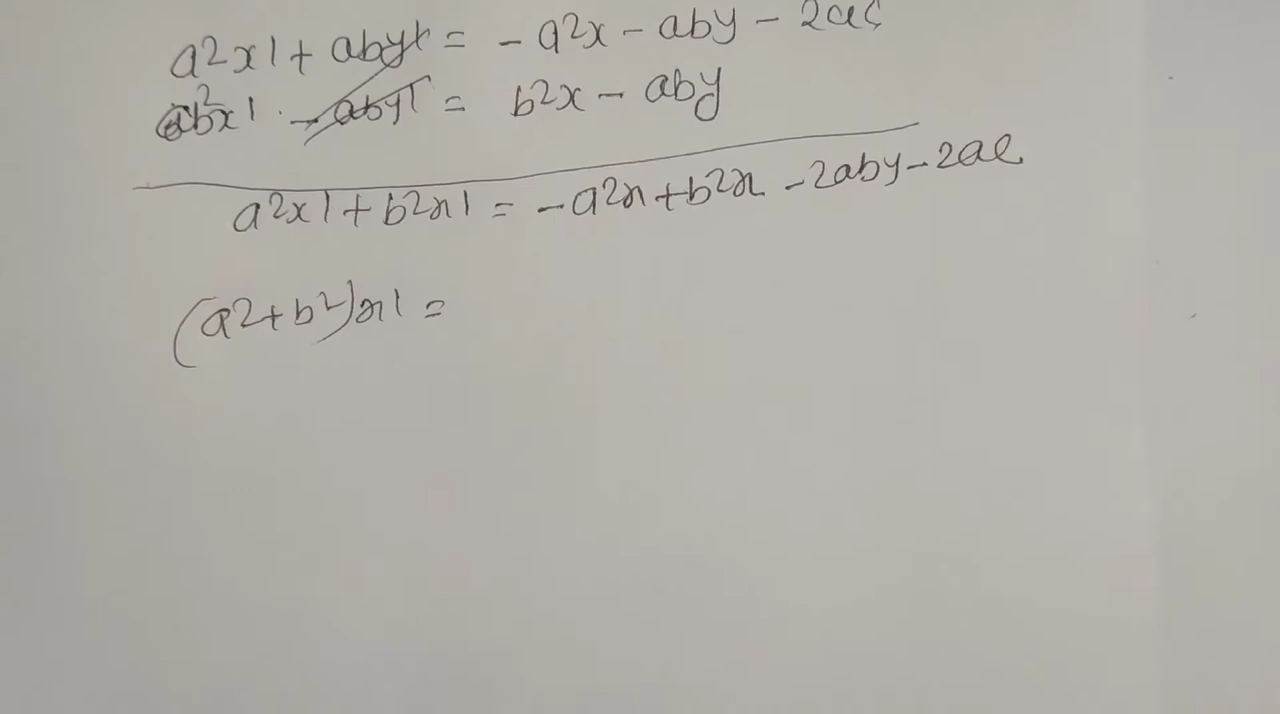 a2x1 + aby1 = - a2x - aby - 2ac
b2x1 - aby1 = b2x - aby
a2x1 + b2x1 = -a2x + b2x - 2aby - 2ac
(a2+b2)x1 =